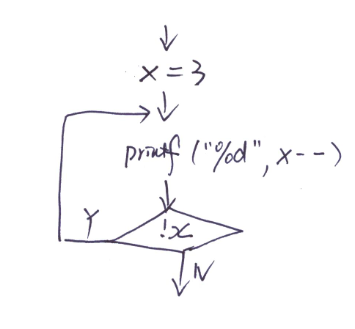 x = 3
printf ("%d", x--)
Y
!x
N